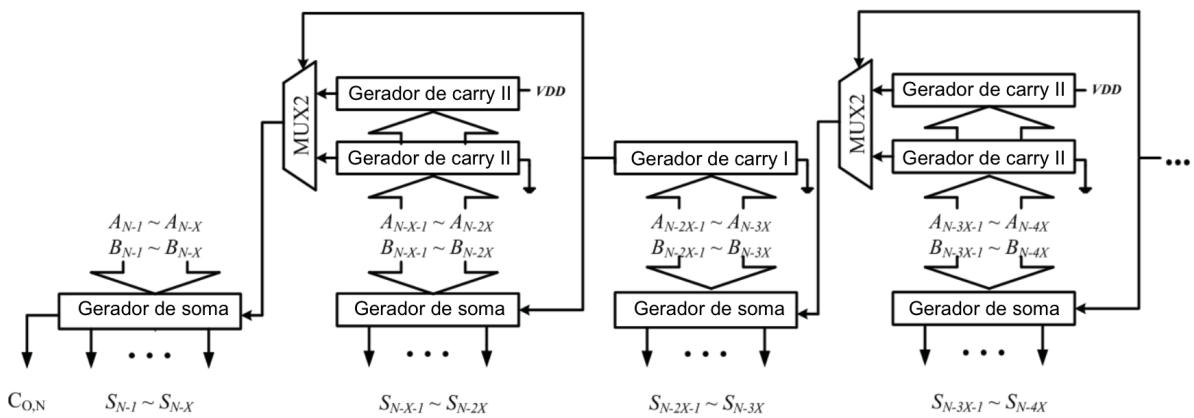 Gerador de carry II VDD
Gerador de carry II VDD
MUX2
MUX2
Gerador de carry II
Gerador de carry I
Gerador de carry II
...
A_{N-1} ~ A_{N-X}
A_{N-X-1} ~ A_{N-2X}
A_{N-2X-1} ~ A_{N-3X}
A_{N-3X-1} ~ A_{N-4X}
B_{N-1} ~ B_{N-X}
B_{N-X-1} ~ B_{N-2X}
B_{N-2X-1} ~ B_{N-3X}
B_{N-3X-1} ~ B_{N-4X}
Gerador de soma
Gerador de soma
Gerador de soma
Gerador de soma
...
...
...
...
C_{O,N}
S_{N-1} ~ S_{N-X}
S_{N-X-1} ~ S_{N-2X}
S_{N-2X-1} ~ S_{N-3X}
S_{N-3X-1} ~ S_{N-4X}